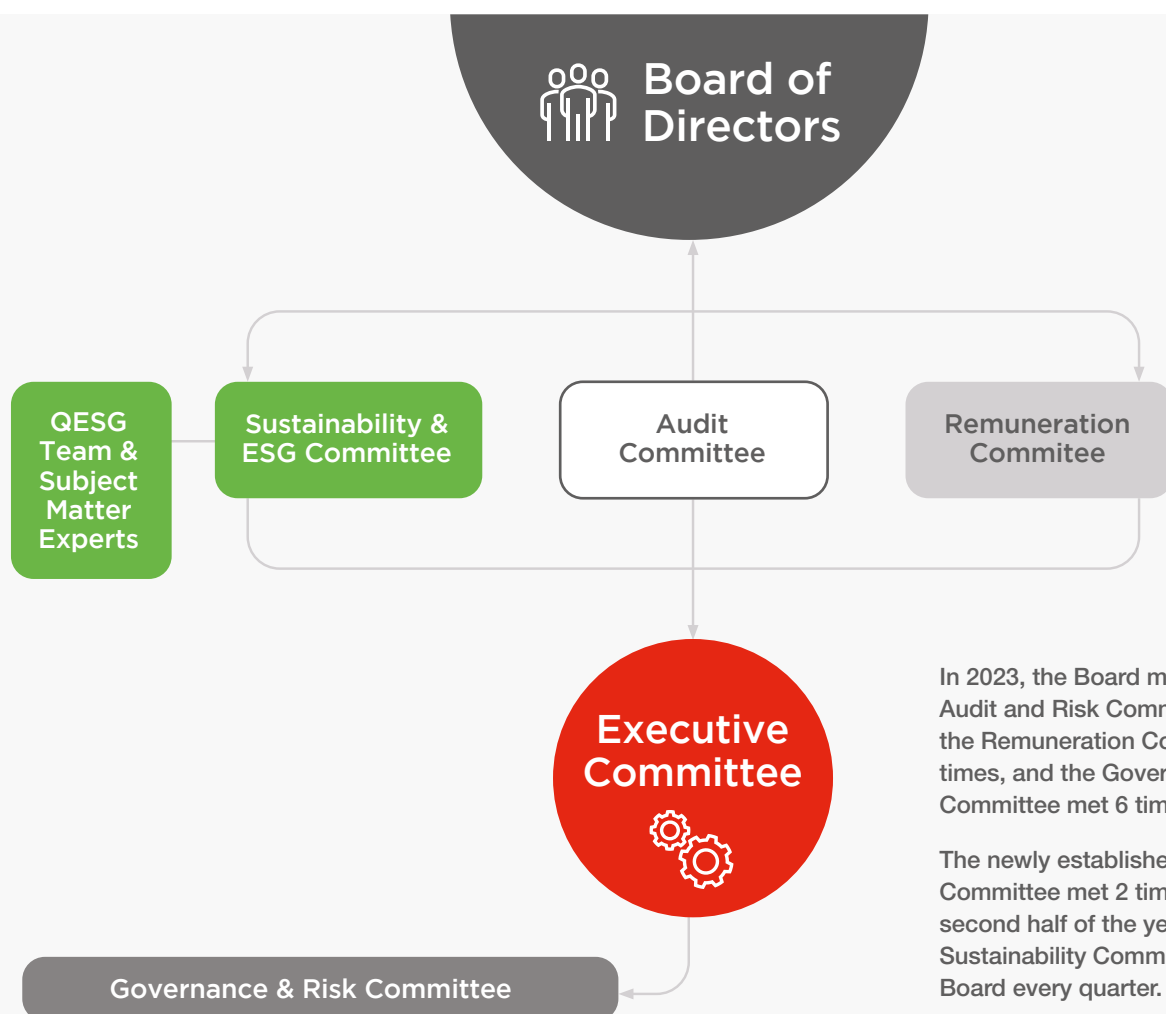 Board of
Directors
QESG
Team &
Subject
Matter
Experts
Sustainability &
ESG Committee
Audit
Committee
Remuneration
Commitee
Executive
Committee
In 2023, the Board
Audit and Risk
the Remuneration
times, and the
Committee met 6
The newly
Committee met 2
second half of the
Sustainability
Board every quarter.
Governance & Risk Committee